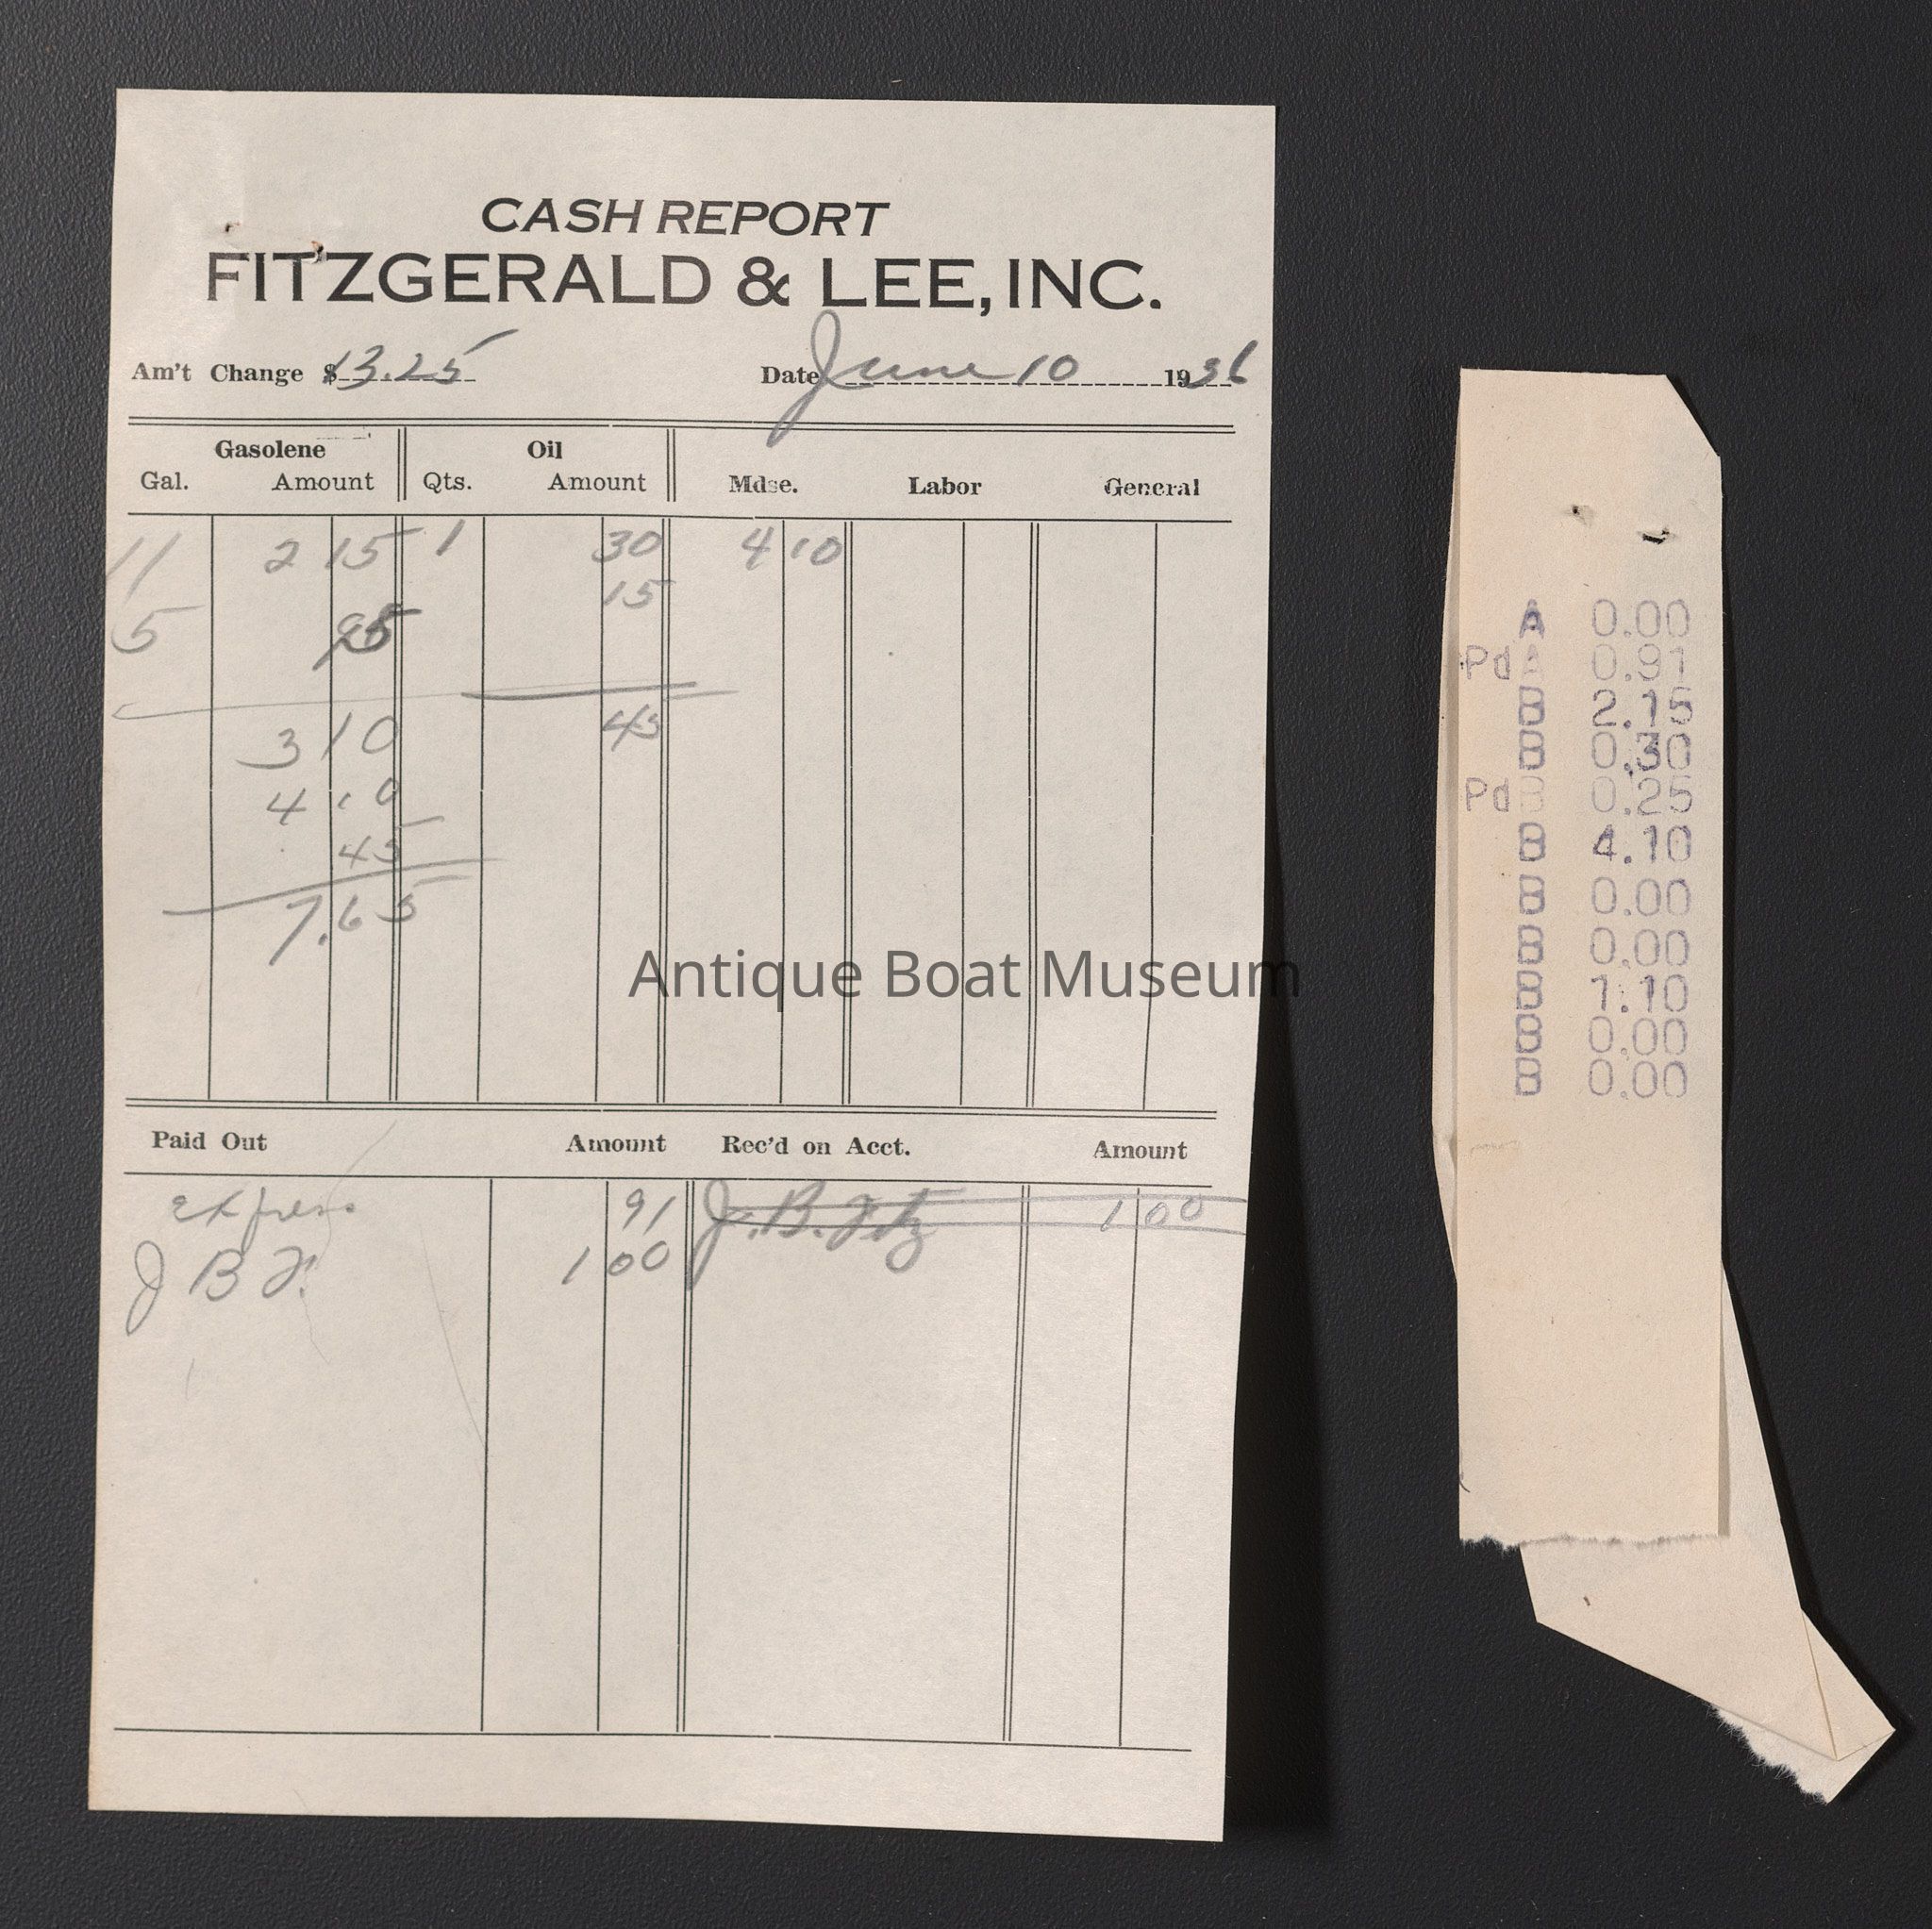 CASH REPORT
FITZGERALD & LEE, INC.
Am't Change $ 13.25 Date June 10 1936
Gasolene Oil
Gal. Amount Qts. Amount Mdse. Labor General
11 2 15 1 30 4 10
15
5 95
45
3 10
4 10
45
7.65
Paid Out Amount Rec'd on Acct. Amount
express 91 J. B. Fitz 1 00
J B F. 1 00
A 0.00
Pd A 0.91
B 2.15
B 0.30
Pd B 0.25
B 4.10
B 0.00
B 0.00
B 1.10
B 0.00
B 0.00
Antique Boat Museum